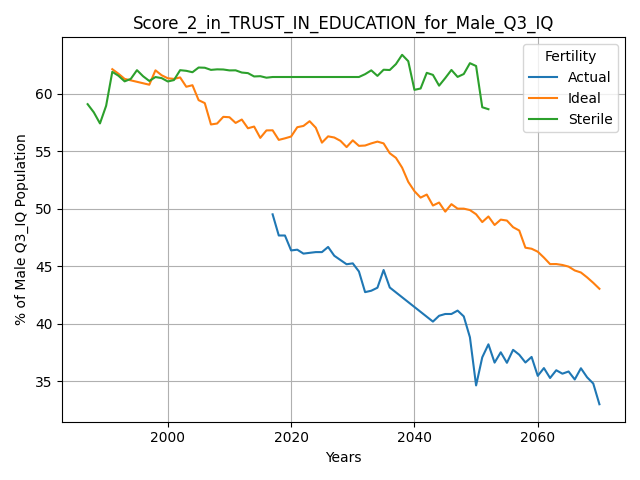 Score_2_in_TRUST_IN_EDUCATION_for_Male_Q3_IQ
Fertility
Actual
Ideal
Sterile
% of Male Q3_IQ Population
60
55
50
45
40
35
2000
2020
2040
2060
Years